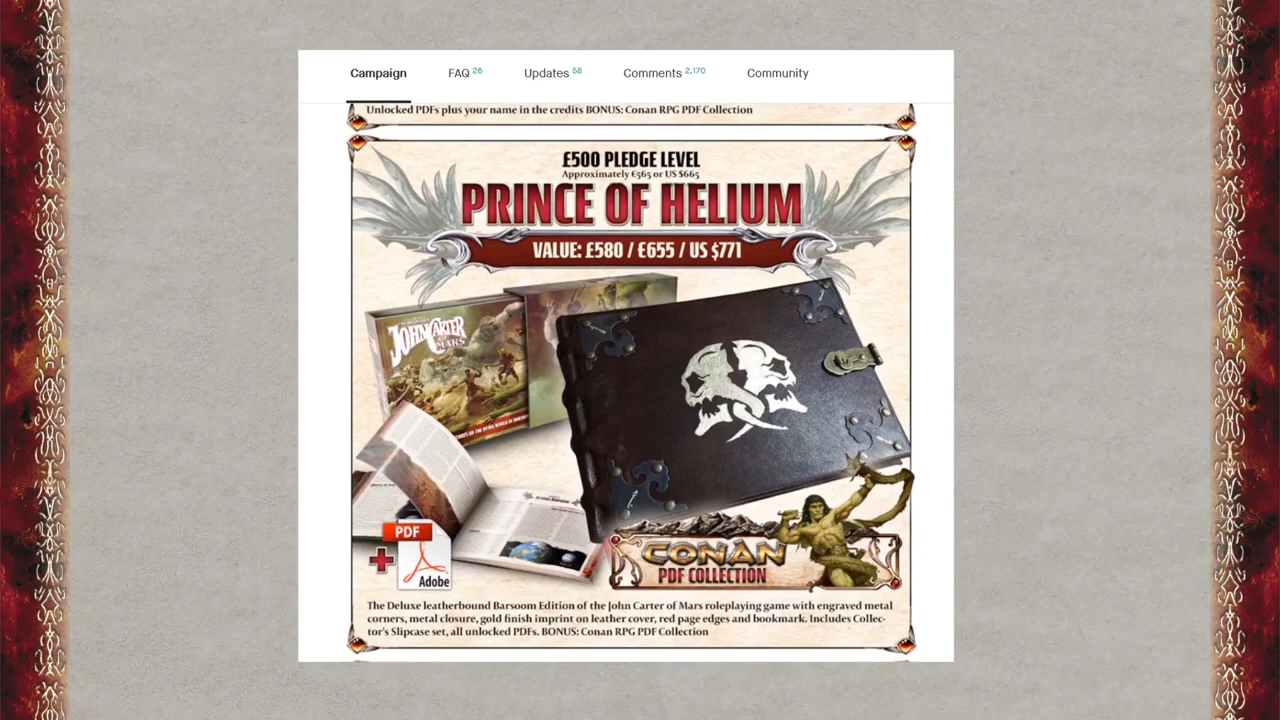 Campaign FAQ 26 Updates 58 Comments 2,170 Community
Unlocked PDFs plus your name in the credits BONUS: Conan RPG PDF Collection
£500 PLEDGE LEVEL
Approximately €565 or US $665
PRINCE OF HELIUM
VALUE: £580 / €655 / US $771
JOHN CARTER
OF MARS
PDF
Adobe
CONAN
PDF COLLECTION
The Deluxe leatherbound Barsoom Edition of the John Carter of Mars roleplaying game with engraved metal
corners, metal closure, gold finish imprint on leather cover, red page edges and bookmark. Includes Collec-
tor's Slipcase set, all unlocked PDFs. BONUS: Conan RPG PDF Collection